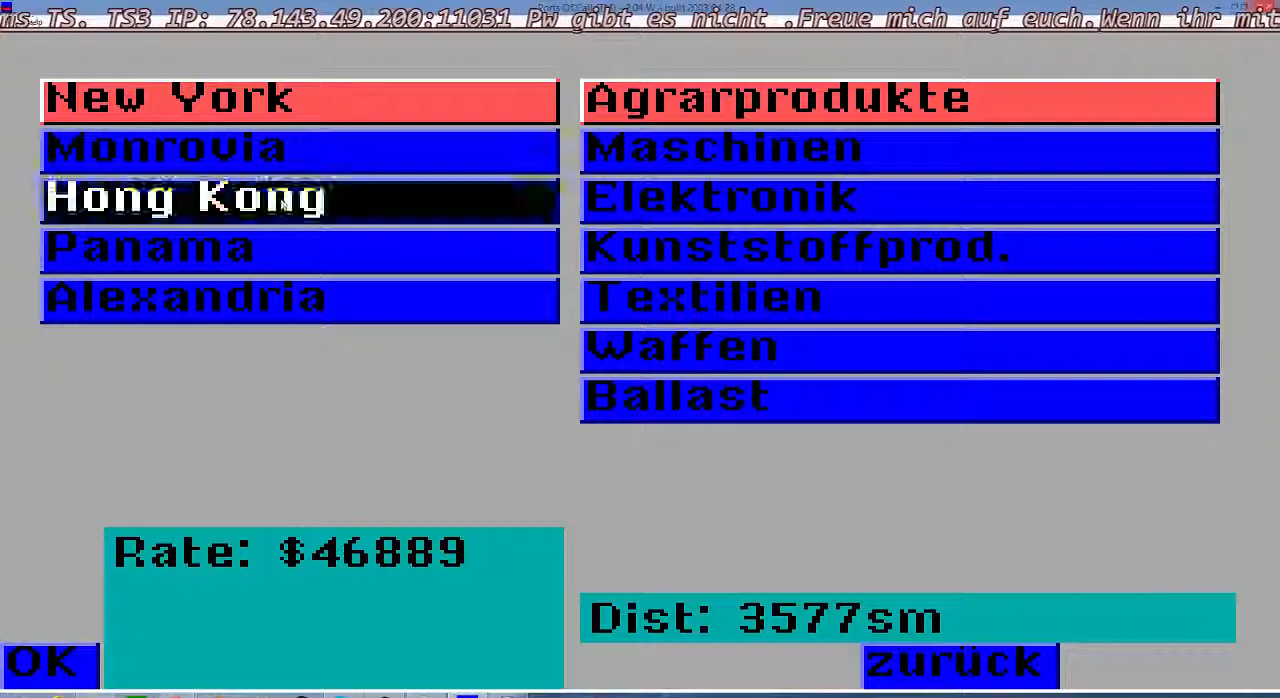 ms TS. TS3 IP: 78.143.49.200:11031 Pw gibt es nicht .Freue mich auf euch.Wenn ihr mit
New York
Monrovia
Hong Kong
Panama
Alexandria
Agrarprodukte
Maschinen
Elektronik
Kunststoffprod.
Textilien
Waffen
Ballast
Rate: $46889
Dist: 3577sm
OK
zurück